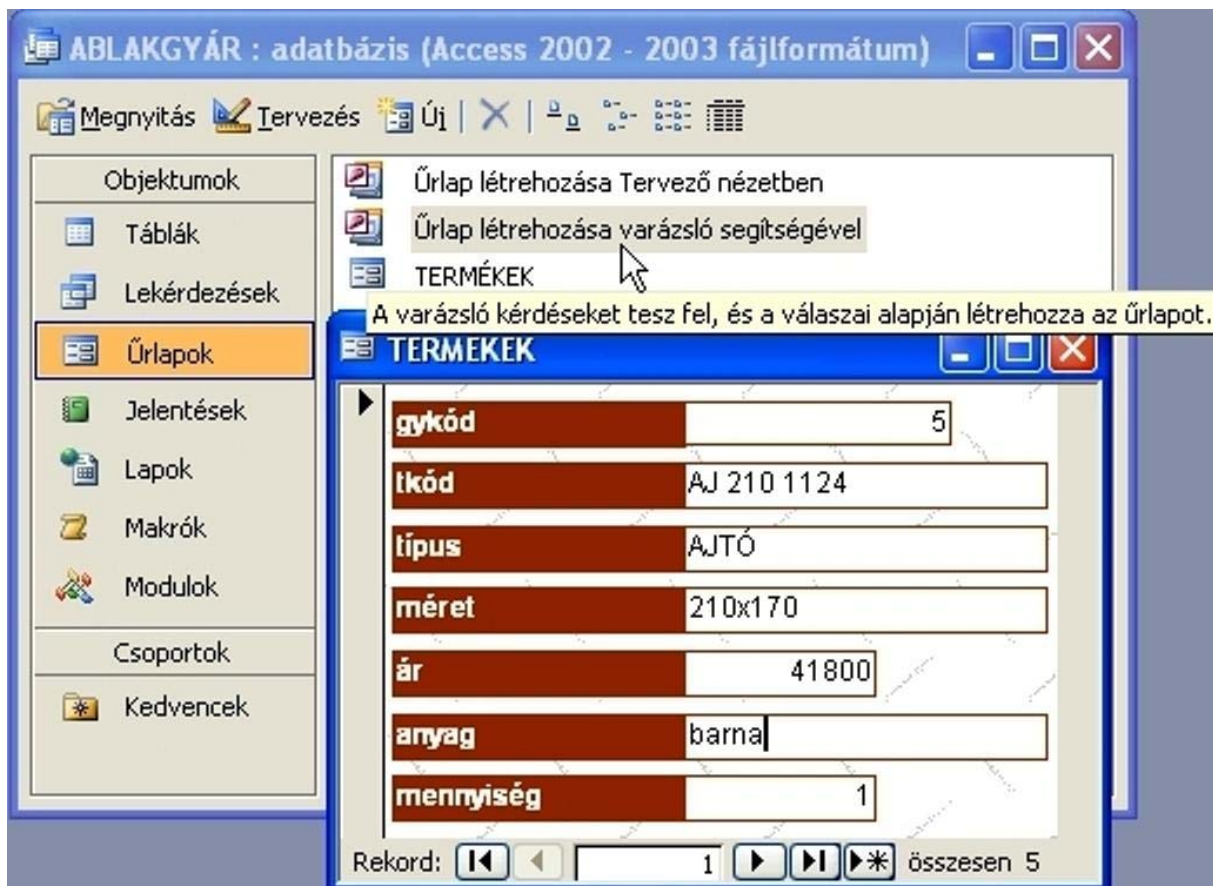 ABLAKGYÁR : adatbázis (Access 2002 - 2003 fájlformátum)
Megnyitás Tervezés Új
Objektumok
Táblák
Lekérdezések
Űrlapok
Jelentések
Lapok
Makrók
Modulok
Csoportok
Kedvencek
Űrlap létrehozása Tervező nézetben
Űrlap létrehozása varázsló segítségével
TERMÉKEK
A varázsló kérdéseket tesz fel, és a válaszai alapján létrehozza az űrlapot.
TERMÉKEK
gykód 5
tkód AJ 210 1124
típus AJTÓ
méret 210x170
ár 41800
anyag barna
mennyiség 1
Rekord: 1 összesen 5